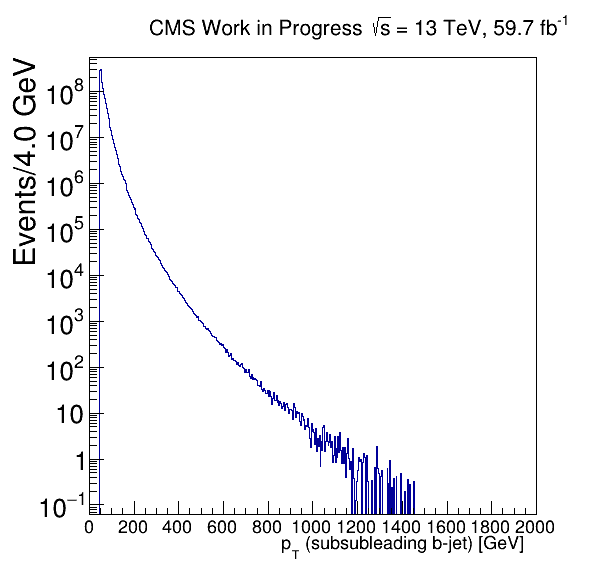 CMS Work in Progress √s = 13 TeV, 59.7 fb⁻¹
Events/4.0 GeV
10⁸
10⁷
10⁶
10⁵
10⁴
10³
10²
10
1
10⁻¹
0 200 400 600 800 1000 1200 1400 1600 1800 2000
p_T (subsubleading b-jet) [GeV]